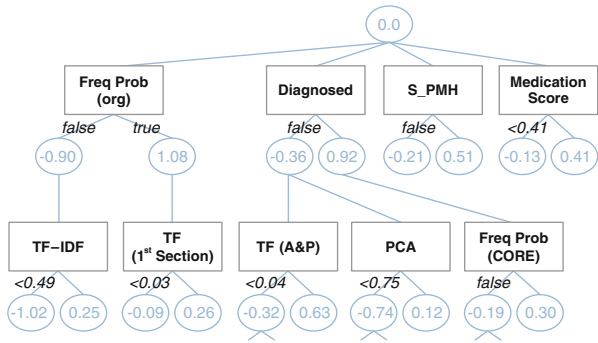 0.0
Freq Prob
(org)
Diagnosed
S_PMH
Medication
Score
false true false false <0.41
-0.90 1.08 -0.36 0.92 -0.21 0.51 -0.13 0.41
TF–IDF
TF
(1st Section)
TF (A&P)
PCA
Freq Prob
(CORE)
<0.49 <0.03 <0.04 <0.75 false
-1.02 0.25 -0.09 0.26 -0.32 0.63 -0.74 0.12 -0.19 0.30